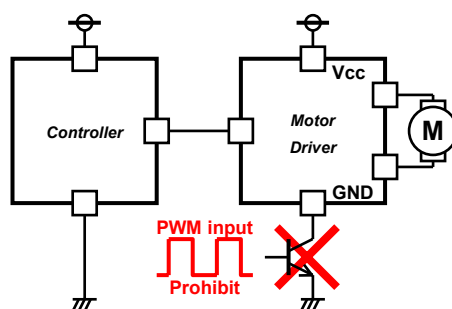 Vcc
Controller
Motor
Driver
M
GND
PWM input
Prohibit